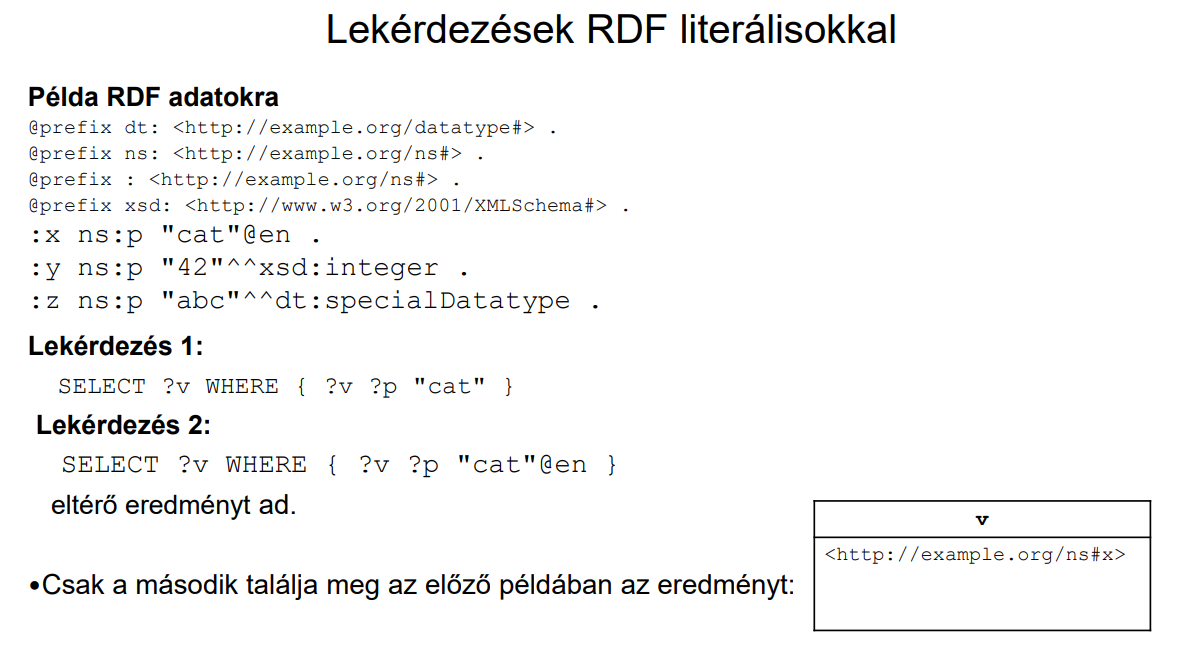 Lekérdezések RDF literálisokkal
Példa RDF adatokra
@prefix dt: <http://example.org/datatype#> .
@prefix ns: <http://example.org/ns#> .
@prefix : <http://example.org/ns#> .
@prefix xsd: <http://www.w3.org/2001/XMLSchema#> .
:x ns:p "cat"@en .
:y ns:p "42"^^xsd:integer .
:z ns:p "abc"^^dt:specialDatatype .
Lekérdezés 1:
SELECT ?v WHERE { ?v ?p "cat" }
Lekérdezés 2:
SELECT ?v WHERE { ?v ?p "cat"@en }
eltérő eredményt ad.
•Csak a második találja meg az előző példában az eredményt:
v
<http://example.org/ns#x>